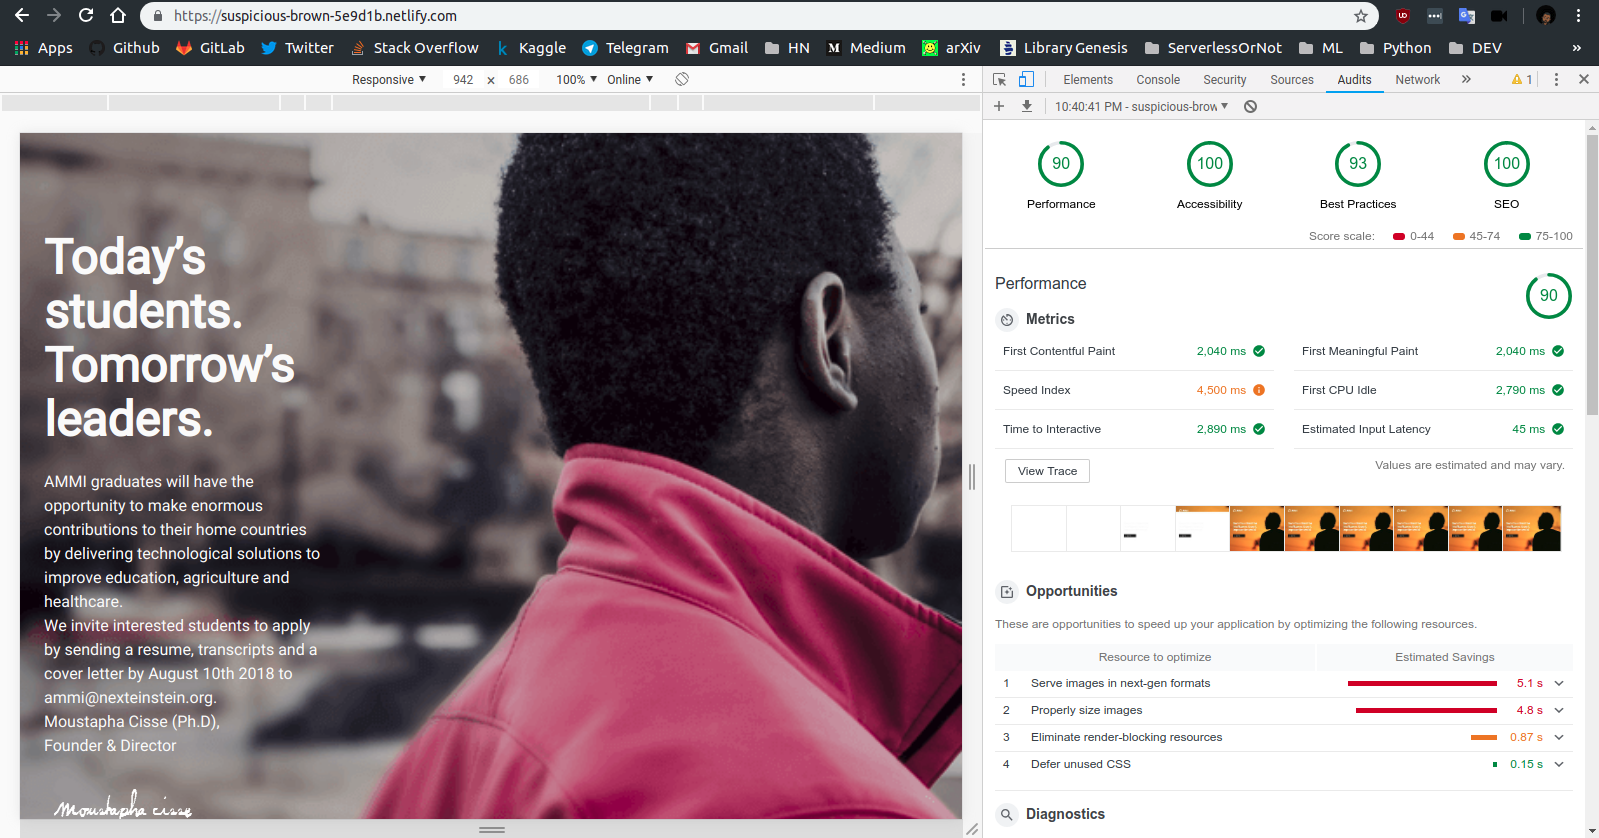 https://suspicious-brown-5e9d1b.netlify.com
Apps Github GitLab Twitter Stack Overflow Kaggle Telegram Gmail HN Medium arXiv Library Genesis ServerlessOrNot ML Python DEV »
Responsive 942 × 686 100% Online
Elements Console Security Sources Audits Network » 1
10:40:41 PM - suspicious-brow
Today’s
students.
Tomorrow’s
leaders.
AMMI graduates will have the
opportunity to make enormous
contributions to their home countries
by delivering technological solutions to
improve education, agriculture and
healthcare.
We invite interested students to apply
by sending a resume, transcripts and a
cover letter by August 10th 2018 to
ammi@nexteinstein.org.
Moustapha Cisse (Ph.D),
Founder & Director
Moustapha cisse
90 100 93 100
Performance Accessibility Best Practices SEO
Score scale: 0-44 45-74 75-100
Performance 90
Metrics
First Contentful Paint 2,040 ms First Meaningful Paint 2,040 ms
Speed Index 4,500 ms First CPU Idle 2,790 ms
Time to Interactive 2,890 ms Estimated Input Latency 45 ms
View Trace Values are estimated and may vary.
Opportunities
These are opportunities to speed up your application by optimizing the following resources.
Resource to optimize Estimated Savings
1 Serve images in next-gen formats 5.1 s
2 Properly size images 4.8 s
3 Eliminate render-blocking resources 0.87 s
4 Defer unused CSS 0.15 s
Diagnostics